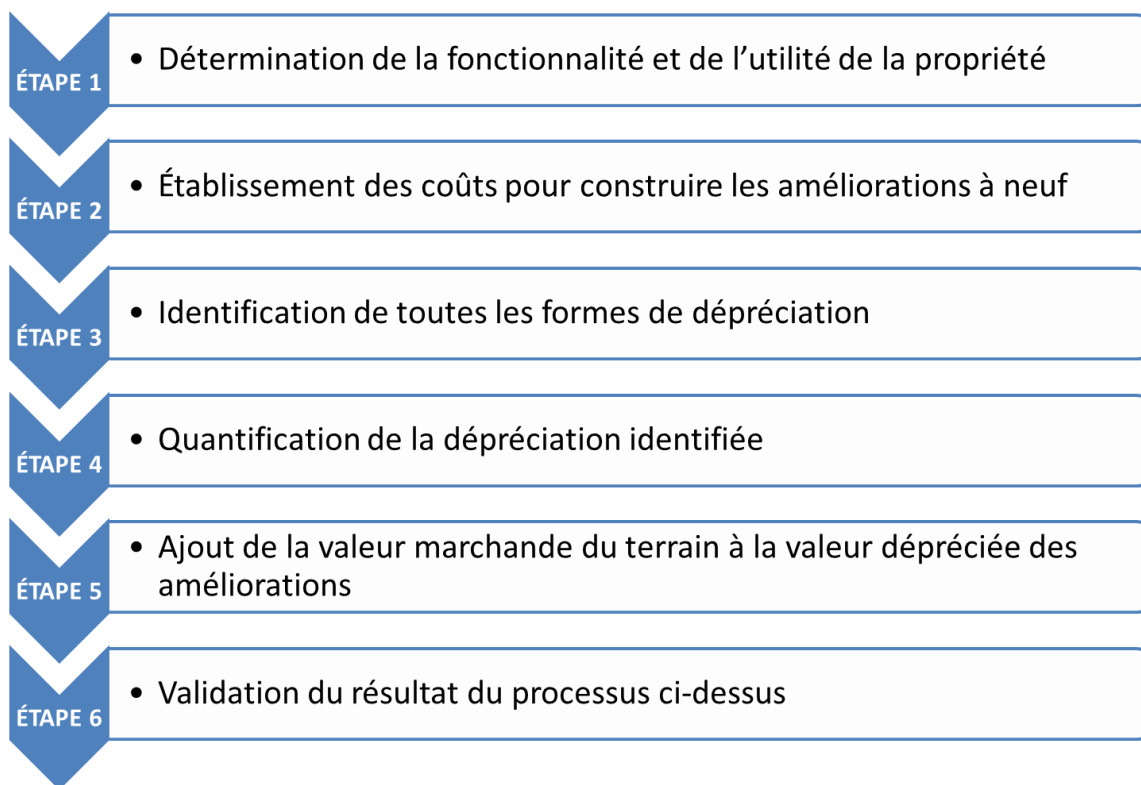 ÉTAPE 1
• Détermination de la fonctionnalité et de l’utilité de la propriété
ÉTAPE 2
• Établissement des coûts pour construire les améliorations à neuf
ÉTAPE 3
• Identification de toutes les formes de dépréciation
ÉTAPE 4
• Quantification de la dépréciation identifiée
ÉTAPE 5
• Ajout de la valeur marchande du terrain à la valeur dépréciée des
améliorations
ÉTAPE 6
• Validation du résultat du processus ci-dessus